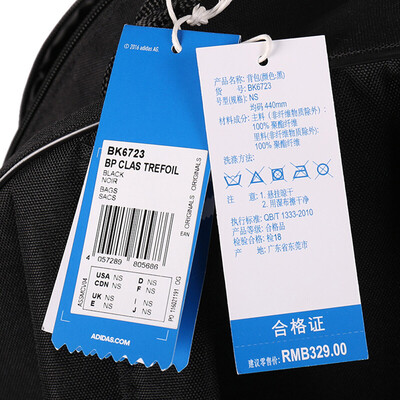 © 2016 adidas AG
BK6723
BP CLAS TREFOIL
BLACK
NOIR
BAGS
SACS
ORIGINALS
ORIGINALS
EAN
4 057289 805686
USA NS
CDN NS
UK NS
E NS
D NS
F NS
I NS
J NS
ADIDAS.COM
产品名称:背包(颜色:黑)
货 号:BK6723
号型(规格):NS
均码440mm
材料成分:主料(非纤维物质除外):
100% 聚酯纤维
里料(非纤维物质除外):
100% 聚酯纤维
洗涤方法:
注 意:1. 悬挂晾干
2. 用湿布擦干净
执行标准:QB/T 1333-2010
产品等级:合格品
检验合格:检18
产 地:广东省东莞市
合格证
建议零售价:RMB329.00